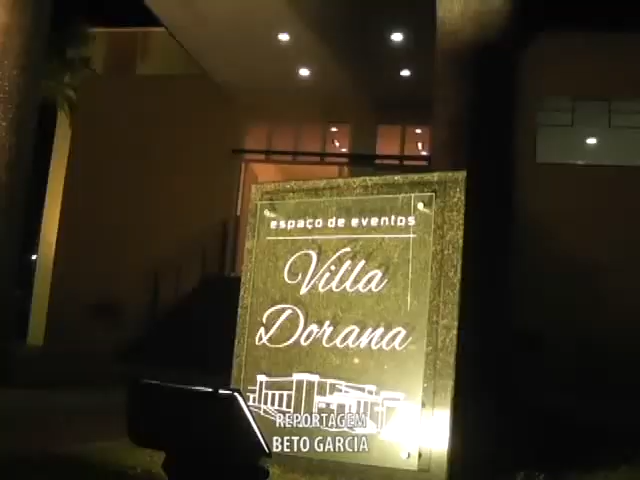 espaço de eventos
Villa
Dorana
REPORTAGEM
BETO GARCIA